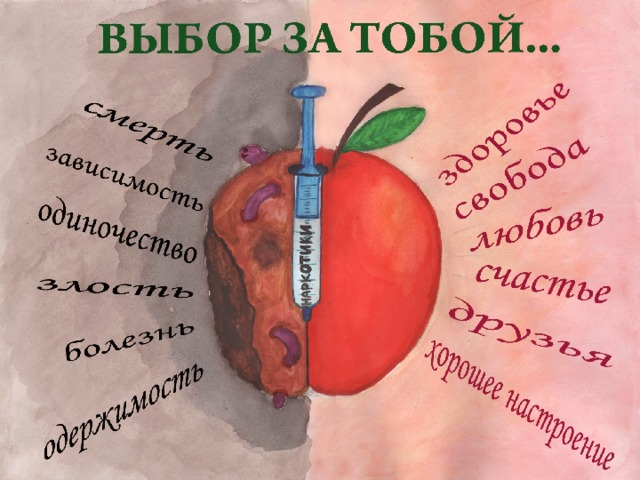 ВЫБОР ЗА ТОБОЙ...
смерть
зависимость
одиночество
злость
болезнь
одержимость
НАРКОТИКИ
здоровье
свобода
любовь
счастье
друзья
хорошее настроение